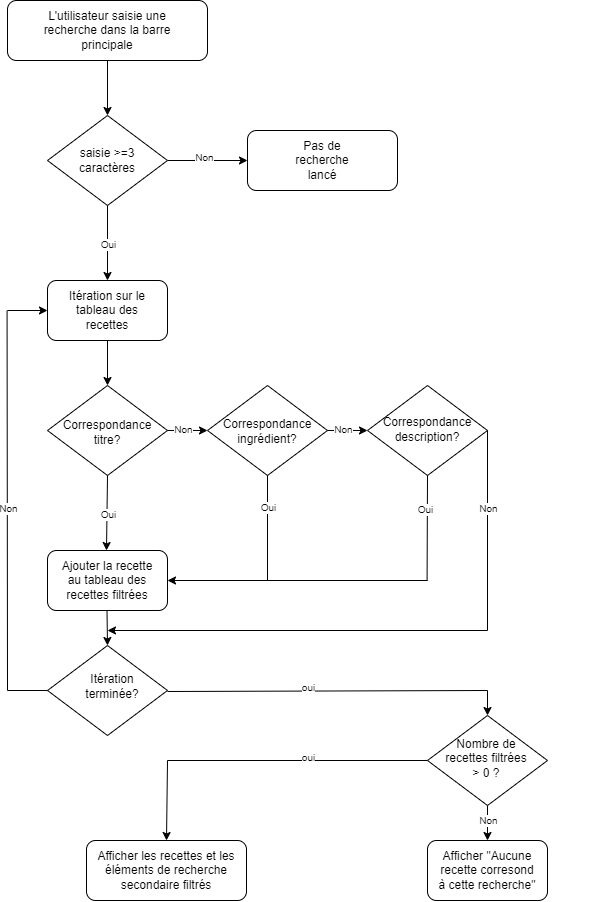 L'utilisateur saisie une
recherche dans la barre
principale
saisie >=3
caractères
Non
Pas de
recherche
lancé
Oui
Itération sur le
tableau des
recettes
Correspondance
titre?
Non
Correspondance
ingrédient?
Non
Correspondance
description?
Non
Oui
Oui
Oui
Non
Ajouter la recette
au tableau des
recettes filtrées
Itération
terminée?
oui
Nombre de
recettes filtrées
> 0 ?
oui
Non
Afficher les recettes et les
éléments de recherche
secondaire filtrés
Afficher "Aucune
recette corresond
à cette recherche"